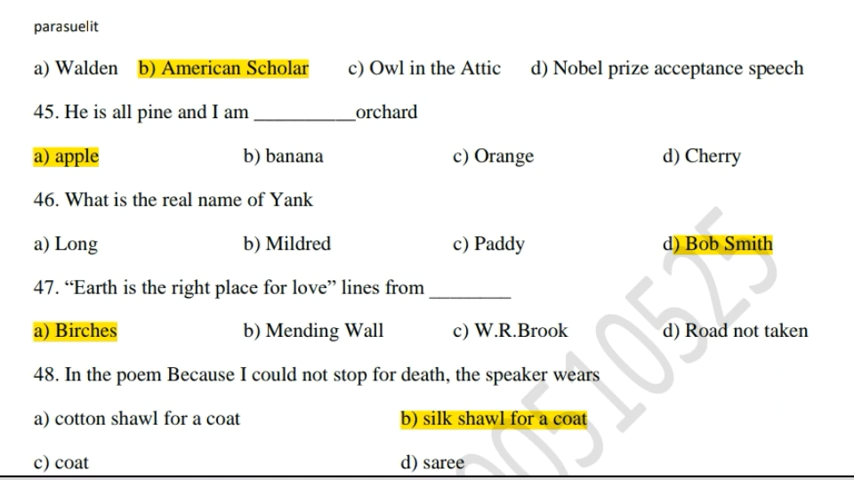 parasuelit
a) Walden b) American Scholar c) Owl in the Attic d) Nobel prize acceptance speech
45. He is all pine and I am __________orchard
a) apple b) banana c) Orange d) Cherry
46. What is the real name of Yank
a) Long b) Mildred c) Paddy d) Bob Smith
47. “Earth is the right place for love” lines from ________
a) Birches b) Mending Wall c) W.R.Brook d) Road not taken
48. In the poem Because I could not stop for death, the speaker wears
a) cotton shawl for a coat b) silk shawl for a coat
c) coat d) saree